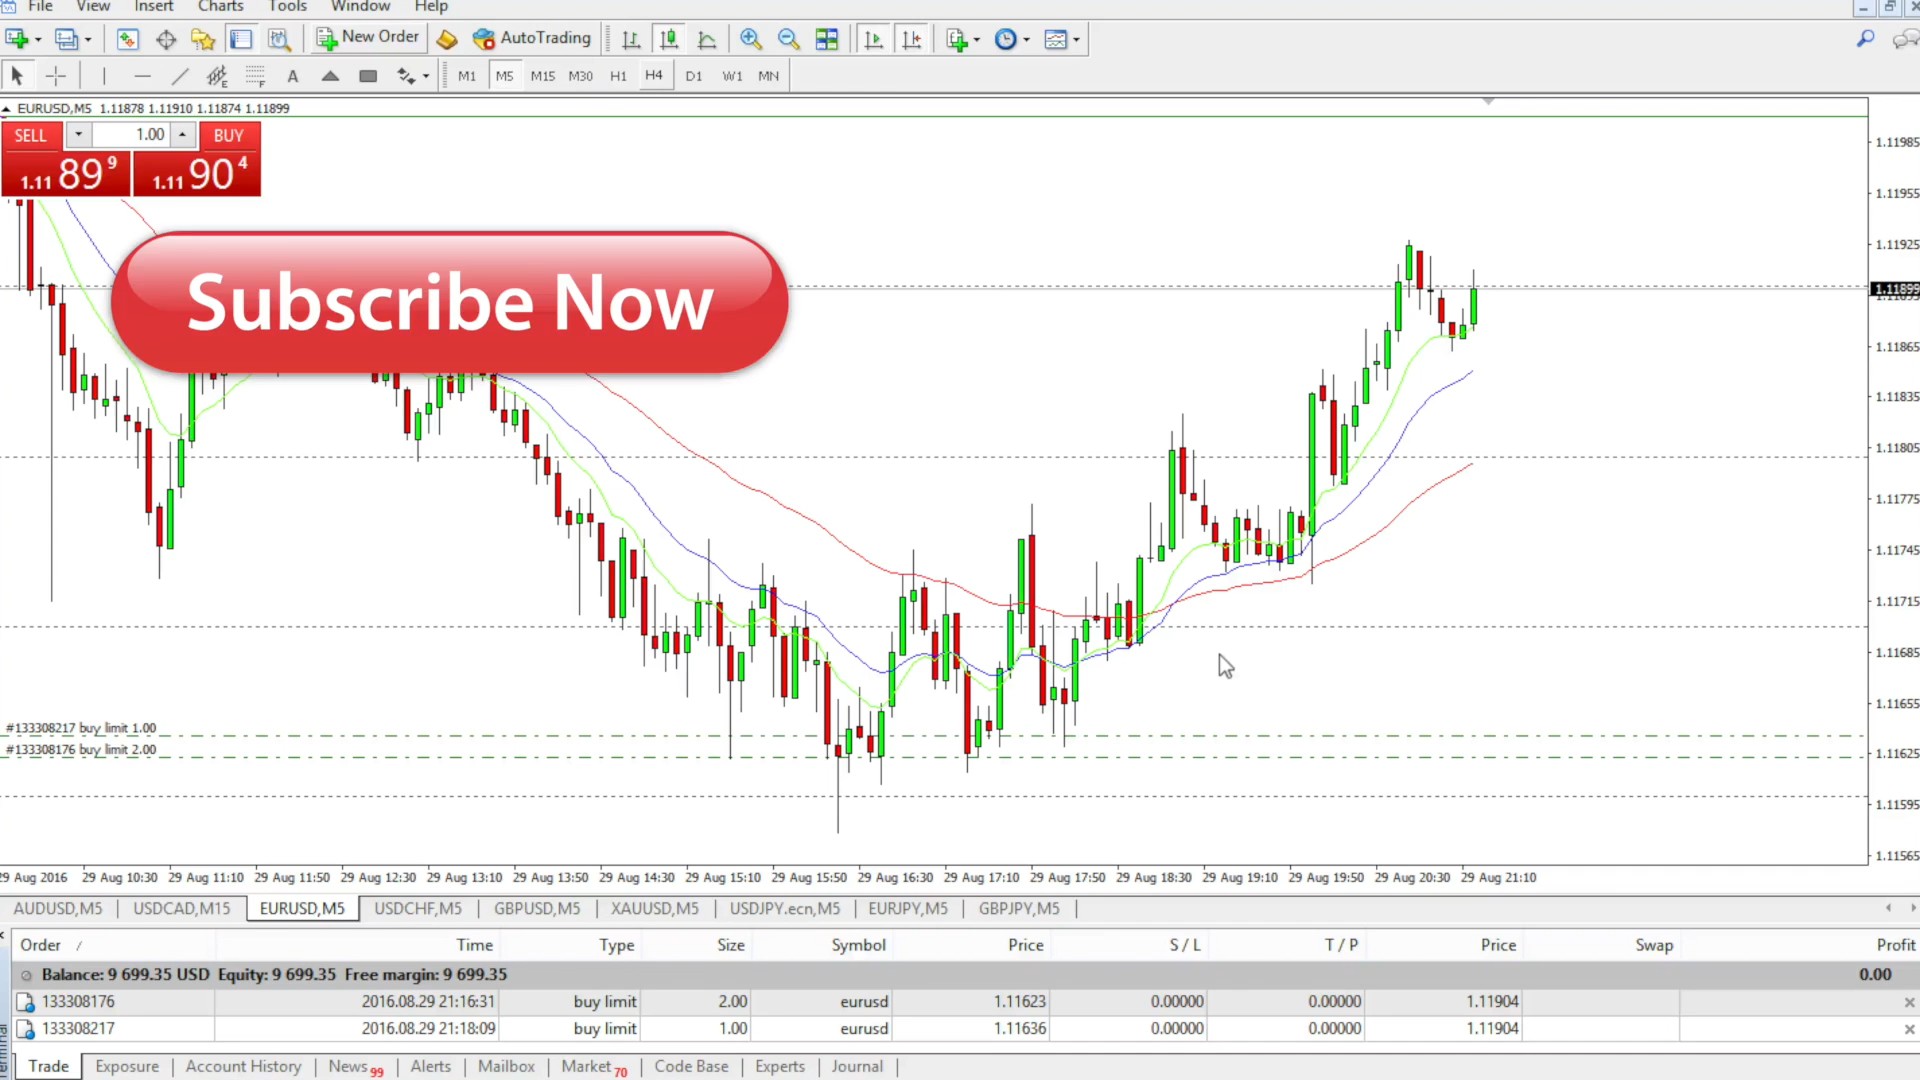 File View Insert Charts Tools Window Help
New Order AutoTrading
A M1 M5 M15 M30 H1 H4 D1 W1 MN
EURUSD,M5 1.11878 1.11910 1.11874 1.11899
SELL 1.00 BUY
1.11 89 9 1.11 90 4
Subscribe Now
1.11985
1.11955
1.11925
1.11899
1.11865
1.11835
1.11805
1.11775
1.11745
1.11715
1.11685
1.11655
#133308217 buy limit 1.00
#133308176 buy limit 2.00
1.11625
1.11595
1.11565
29 Aug 2016 29 Aug 10:30 29 Aug 11:10 29 Aug 11:50 29 Aug 12:30 29 Aug 13:10 29 Aug 13:50 29 Aug 14:30 29 Aug 15:10 29 Aug 15:50 29 Aug 16:30 29 Aug 17:10 29 Aug 17:50 29 Aug 18:30 29 Aug 19:10 29 Aug 19:50 29 Aug 20:30 29 Aug 21:10
AUDUSD,M5 USDCAD,M15 EURUSD,M5 USDCHF,M5 GBPUSD,M5 XAUUSD,M5 USDJPY.ecn,M5 EURJPY,M5 GBPJPY,M5
Order / Time Type Size Symbol Price S / L T / P Price Swap Profit
Balance: 9 699.35 USD Equity: 9 699.35 Free margin: 9 699.35 0.00
133308176 2016.08.29 21:16:31 buy limit 2.00 eurusd 1.11623 0.00000 0.00000 1.11904
133308217 2016.08.29 21:18:09 buy limit 1.00 eurusd 1.11636 0.00000 0.00000 1.11904
Trade Exposure Account History News 99 Alerts Mailbox Market 70 Code Base Experts Journal